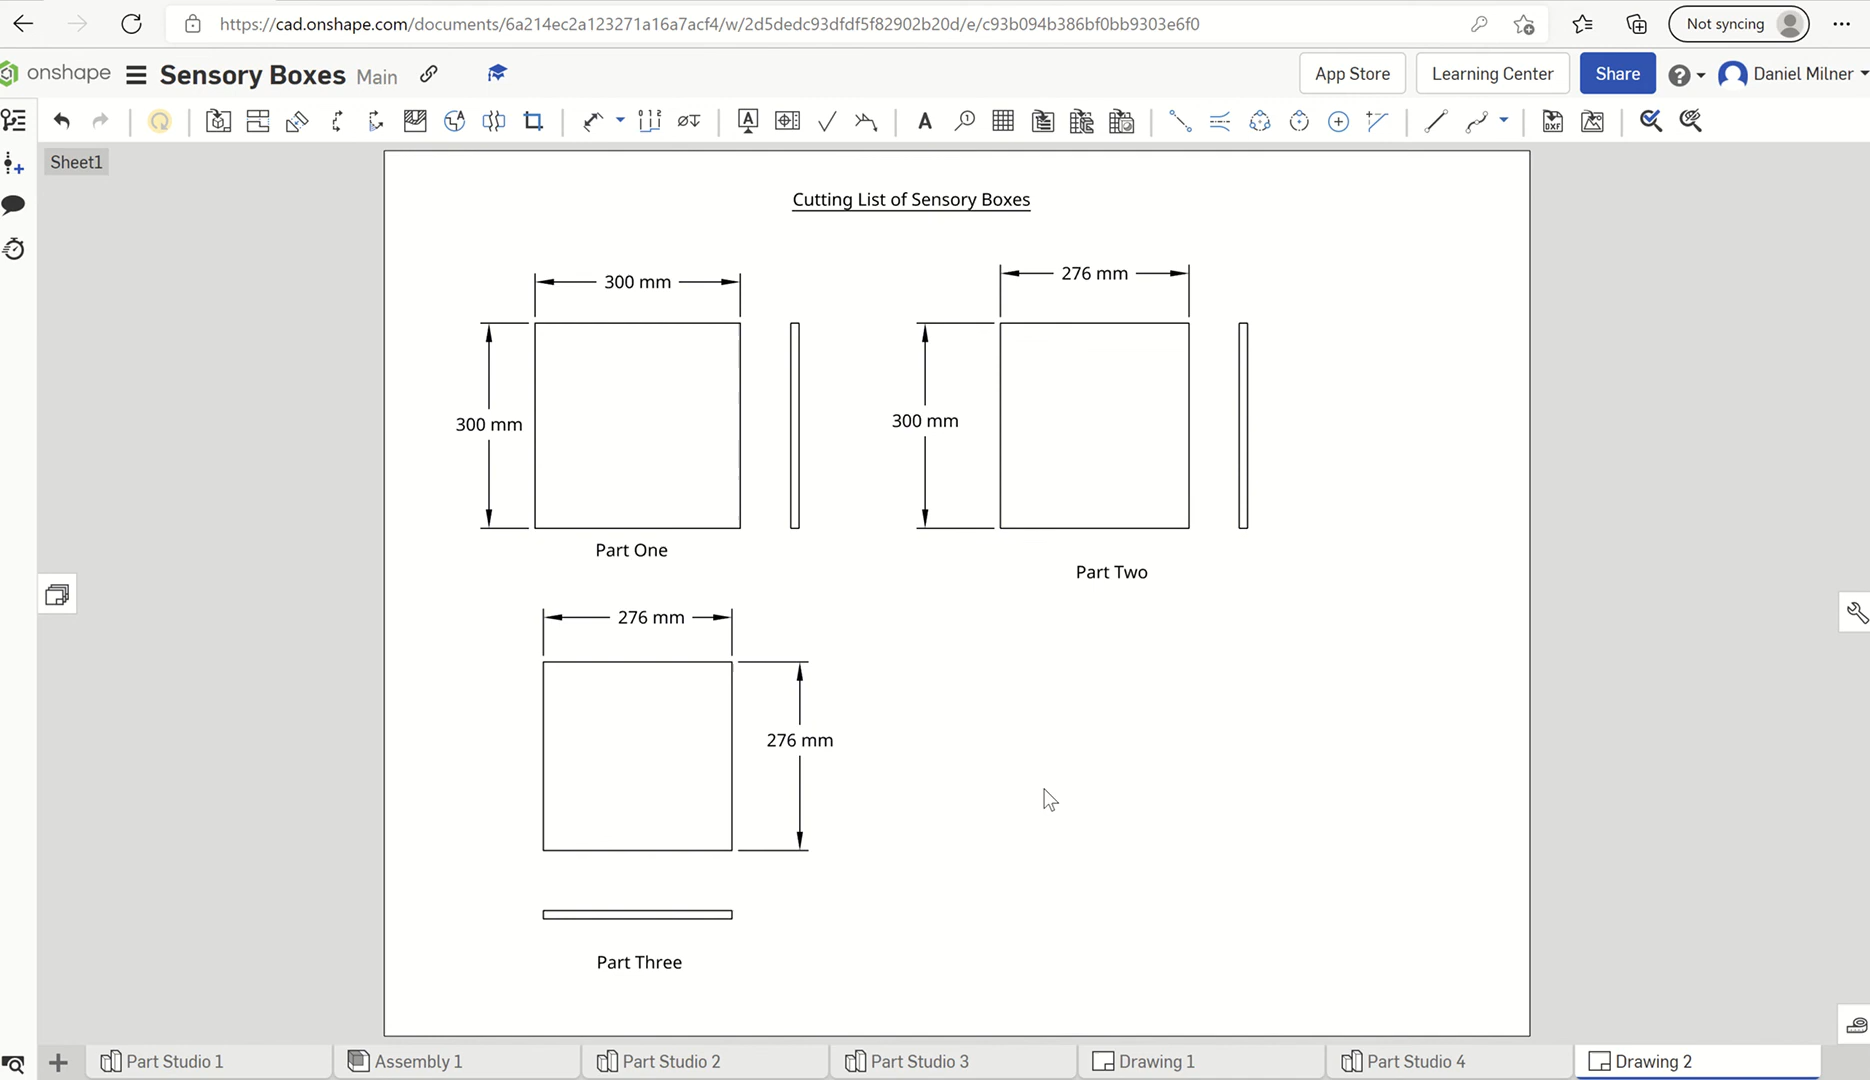 https://cad.onshape.com/documents/6a214ec2a123271a16a7acf4/w/2d5dedc93dfdf5f82902b20d/e/c93b094b386bf0bb9303e6f0
Not syncing
onshape
Sensory Boxes
Main
App Store
Learning Center
Share
Daniel Milner
Sheet1
Cutting List of Sensory Boxes
300 mm
276 mm
300 mm
300 mm
Part One
Part Two
276 mm
276 mm
Part Three
Part Studio 1
Assembly 1
Part Studio 2
Part Studio 3
Drawing 1
Part Studio 4
Drawing 2